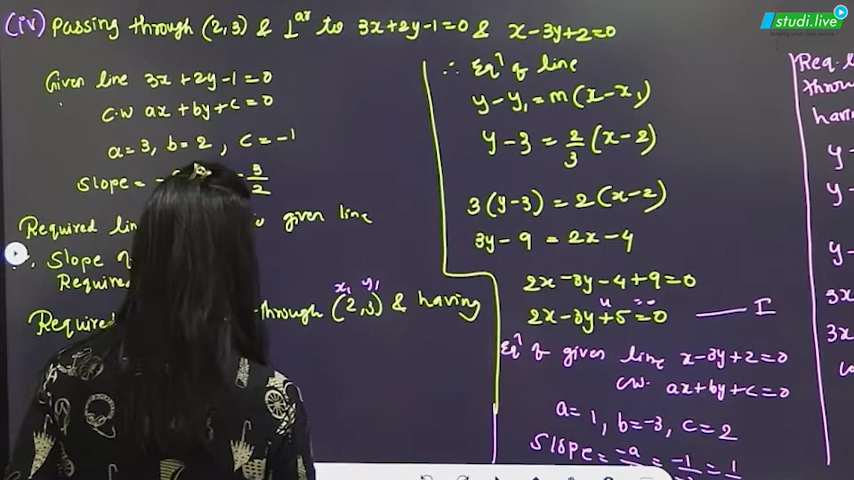 (iv) Passing through (2,3) & ⊥ar to 3x+2y-1=0 & x-3y+2=0
Given line 3x+2y-1=0
C.W ax+by+c=0
a=3, b=2, c=-1
Slope = - - 3/2
Required given line
Slope
Required
x1 y1
Required through (2,3) & having
∴ Eqn of line
y-y1=m(x-x1)
y-3 = 2/3 (x-2)
3(y-3) = 2(x-2)
3y-9 = 2x-4
2x-3y-4+9=0
2x-3y+5=0 —— I
Eqn of given line x-3y+2=0
C.W. ax+by+c=0
a=1, b=-3, c=2
Slope = -a = -1 = 1
Req. l
throu
havi
y-
y-
y-
3x
3x
studi.live